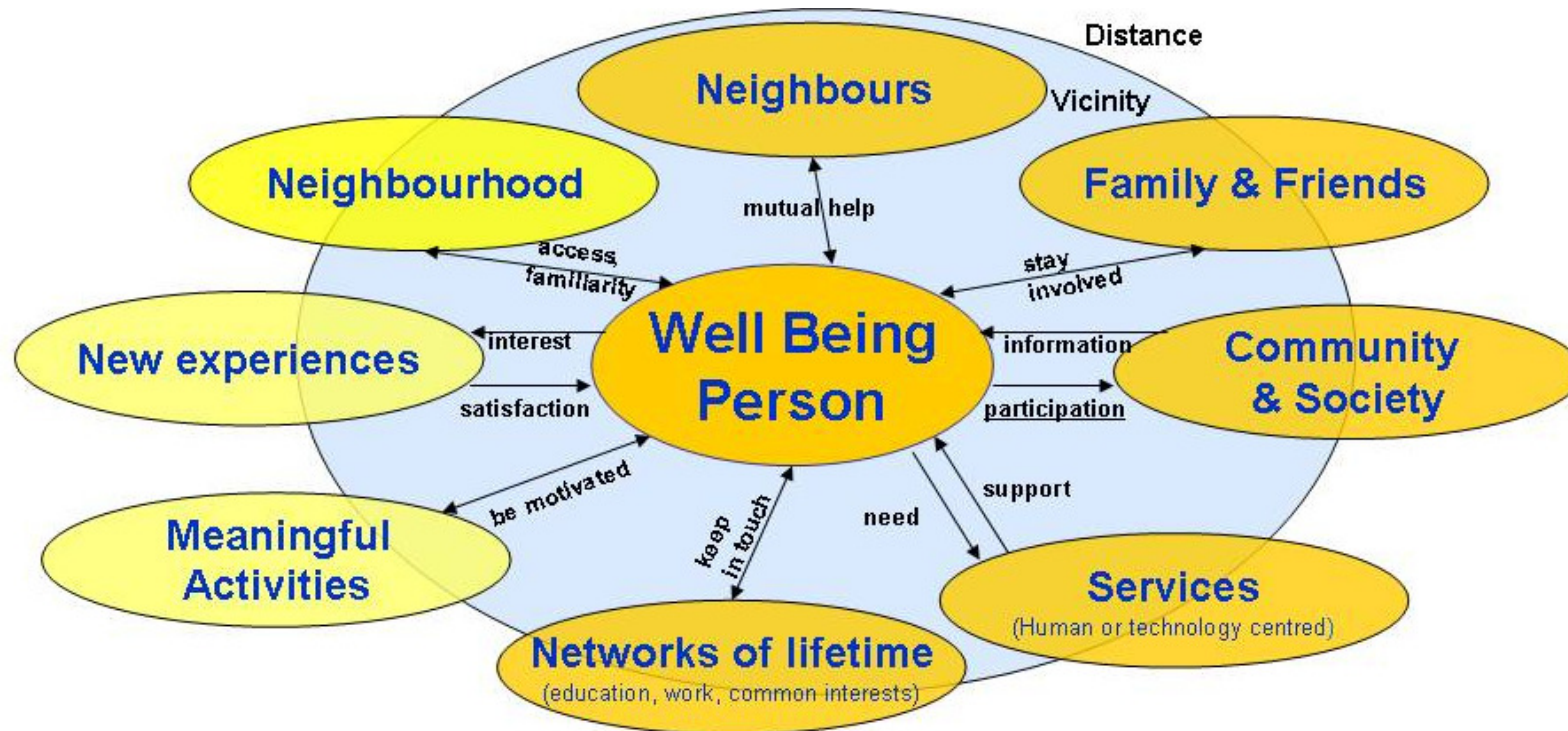 Distance
Neighbours
Vicinity
Neighbourhood
Family & Friends
mutual help
access,
familiarity
stay
involved
Well Being
Person
New experiences
interest
satisfaction
information
participation
Community
& Society
be motivated
keep
in touch
need
support
Meaningful
Activities
Services
(Human or technology centred)
Networks of lifetime
(education, work, common interests)